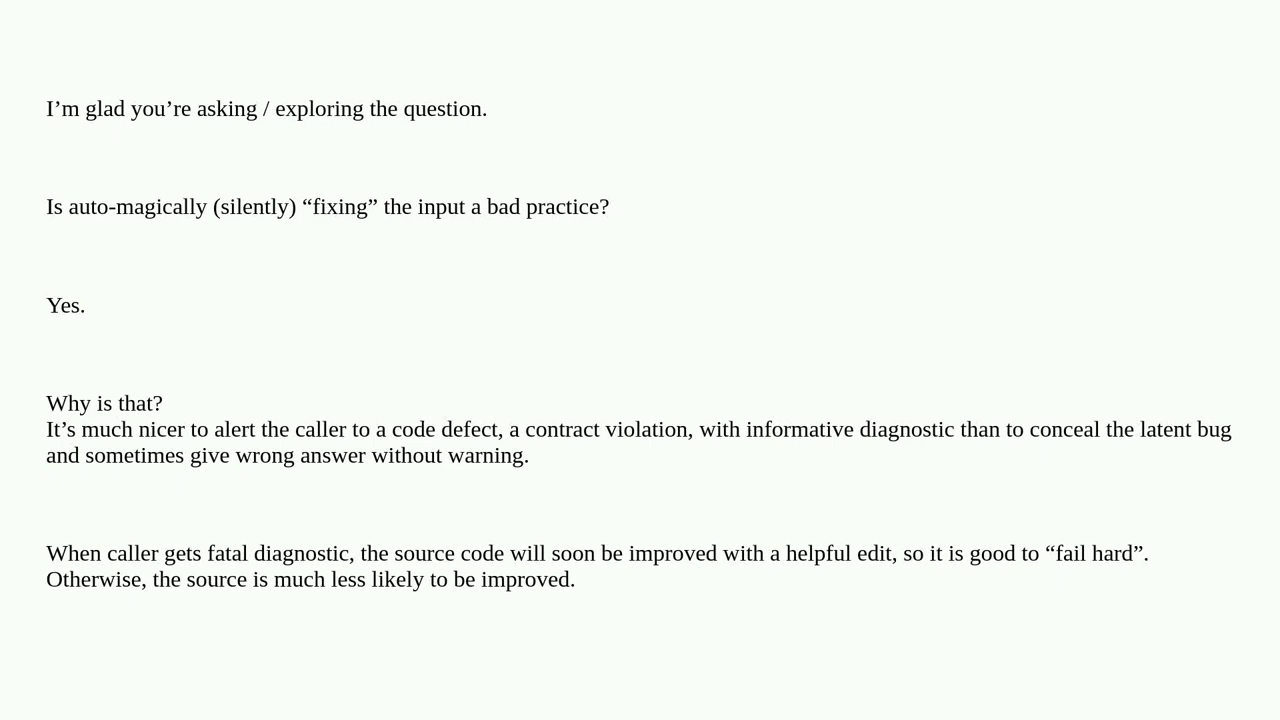 I’m glad you’re asking / exploring the question.
Is auto-magically (silently) “fixing” the input a bad practice?
Yes.
Why is that?
It’s much nicer to alert the caller to a code defect, a contract violation, with informative diagnostic than to conceal the latent bug
and sometimes give wrong answer without warning.
When caller gets fatal diagnostic, the source code will soon be improved with a helpful edit, so it is good to “fail hard”.
Otherwise, the source is much less likely to be improved.